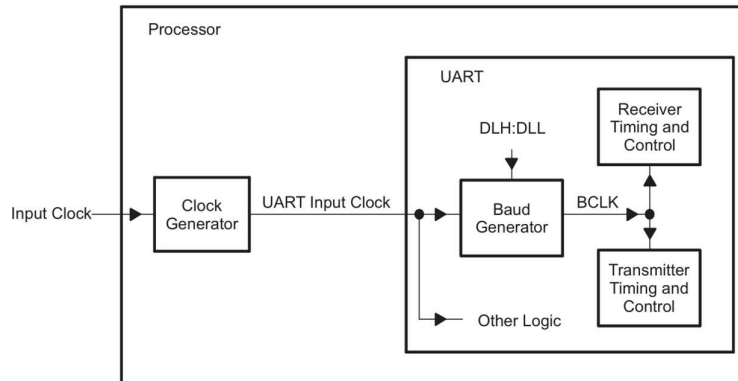 Processor
UART
DLH:DLL
Receiver
Timing and
Control
Input Clock
Clock
Generator
UART Input Clock
Baud
Generator
BCLK
Transmitter
Timing and
Control
Other Logic